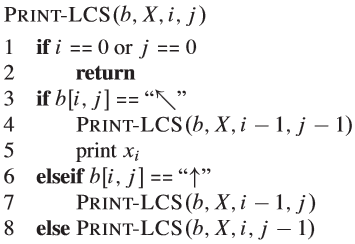 PRINT-LCS(b, X, i, j)
1 if i == 0 or j == 0
2 return
3 if b[i, j] == “↖”
4 PRINT-LCS(b, X, i − 1, j − 1)
5 print xᵢ
6 elseif b[i, j] == “↑”
7 PRINT-LCS(b, X, i − 1, j)
8 else PRINT-LCS(b, X, i, j − 1)